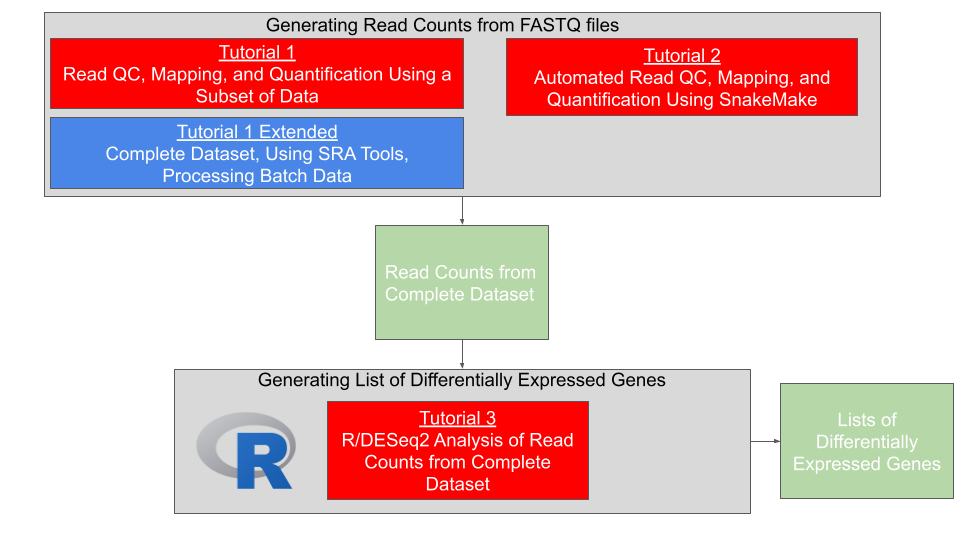 Generating Read Counts from FASTQ files
Tutorial 1
Read QC, Mapping, and Quantification Using a
Subset of Data
Tutorial 2
Automated Read QC, Mapping, and
Quantification Using SnakeMake
Tutorial 1 Extended
Complete Dataset, Using SRA Tools,
Processing Batch Data
Read Counts from
Complete Dataset
Generating List of Differentially Expressed Genes
R
Tutorial 3
R/DESeq2 Analysis of Read
Counts from Complete
Dataset
Lists of
Differentially
Expressed Genes